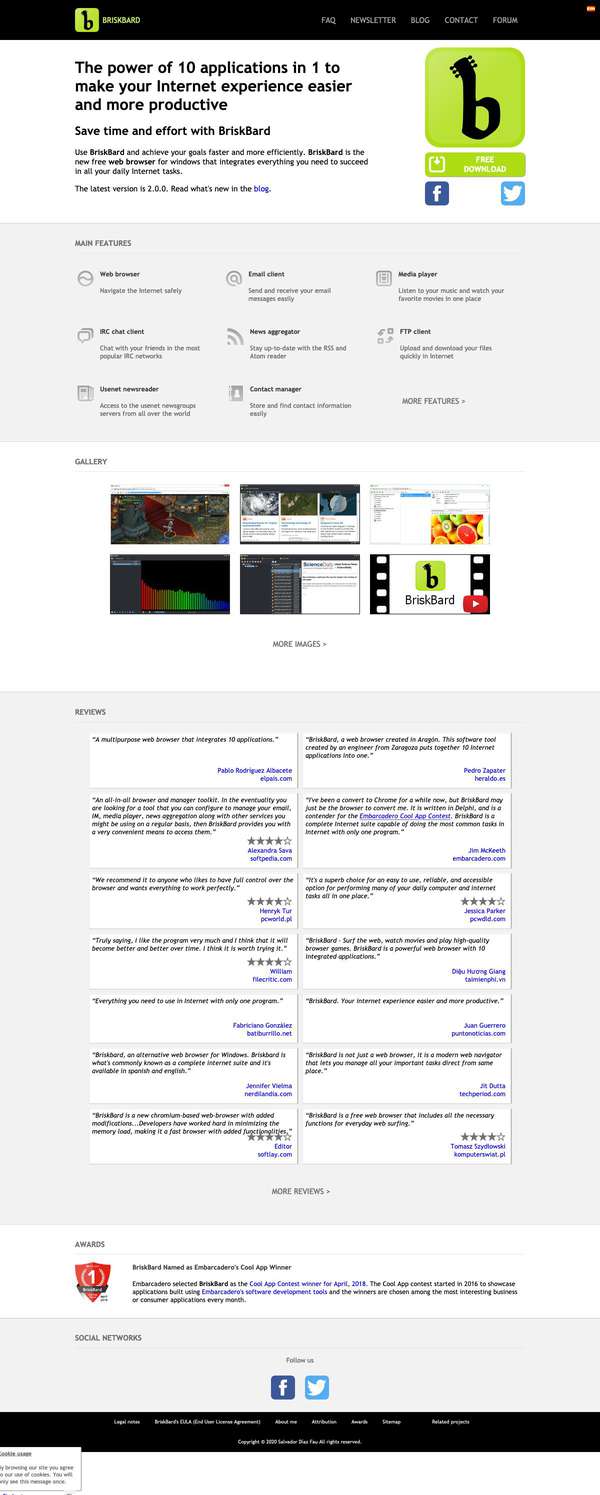 BRISKBARD
FAQ NEWSLETTER BLOG CONTACT FORUM
The power of 10 applications in 1 to
make your Internet experience easier
and more productive
Save time and effort with BriskBard
Use BriskBard and achieve your goals faster and more efficiently. BriskBard is the
new free web browser for windows that integrates everything you need to succeed
in all your daily Internet tasks.
The latest version is 2.0.0. Read what's new in the blog.
FREE
DOWNLOAD
MAIN FEATURES
Web browser
Navigate the Internet safely
Email client
Send and receive your email
messages easily
Media player
Listen to your music and watch your
favorite movies in one place
IRC chat client
Chat with your friends in the most
popular IRC networks
News aggregator
Stay up-to-date with the RSS and
Atom reader
FTP client
Upload and download your files
quickly in Internet
Usenet newsreader
Access to the usenet newsgroups
servers from all over the world
Contact manager
Store and find contact information
easily
MORE FEATURES >
GALLERY
ScienceDaily
BriskBard
MORE IMAGES >
REVIEWS
“A multipurpose web browser that integrates 10 applications.”
Pablo Rodríguez Albacete
elpais.com
“BriskBard, a web browser created in Aragón. This software tool
created by an engineer from Zaragoza puts together 10 Internet
applications into one.”
Pedro Zapater
heraldo.es
“An all-in-all browser and manager toolkit. In the eventuality you
are looking for a tool that you can configure to manage your email,
IM, media player, news aggregation along with other services you
might be using on a regular basis, then BriskBard provides you with
a very convenient means to access them.”
Alexandra Sava
softpedia.com
“I've been a convert to Chrome for a while now, but BriskBard may
just be the browser to convert me. It is written in Delphi, and is a
contender for the Embarcadero Cool App Contest. BriskBard is a
complete Internet suite capable of doing the most common tasks in
Internet with only one program.”
Jim McKeeth
embarcadero.com
“We recommend it to anyone who likes to have full control over the
browser and wants everything to work perfectly.”
Henryk Tur
pcworld.pl
“It's a superb choice for an easy to use, reliable, and accessible
option for performing many of your daily computer and internet
tasks all in one place.”
Jessica Parker
pcwdld.com
“Truly saying, I like the program very much and I think that it will
become better and better over time. I think it is worth trying it.”
William
filecritic.com
“BriskBard - Surf the web, watch movies and play high-quality
browser games. BriskBard is a powerful web browser with 10
integrated applications.”
Diệu Hương Giang
taimienphi.vn
“Everything you need to use in Internet with only one program.”
Fabriciano González
batiburrillo.net
“BriskBard. Your Internet experience easier and more productive.”
Juan Guerrero
puntonoticias.com
“Briskbard, an alternative web browser for Windows. Briskbard is
what's commonly known as a complete internet suite and it's
available in spanish and english.”
Jennifer Vielma
nerdilandia.com
“BriskBard is not just a web browser, it is a modern web navigator
that lets you manage all your important tasks direct from same
place.”
Jit Dutta
techperiod.com
“BriskBard is a new chromium-based web-browser with added
modifications...Developers have worked hard in minimizing the
memory load, making it a fast browser with added functionglities.”
Editor
softlay.com
“BriskBard is a free web browser that includes all the necessary
functions for everyday web surfing.”
Tomasz Szydłowski
komputerswiat.pl
MORE REVIEWS >
AWARDS
1
BriskBard
BriskBard Named as Embarcadero's Cool App Winner
Embarcadero selected BriskBard as the Cool App Contest winner for April, 2018. The Cool App contest started in 2016 to showcase
applications built using Embarcadero's software development tools and the winners are chosen among the most interesting business
or consumer applications every month.
SOCIAL NETWORKS
Follow us
Legal notes BriskBard's EULA (End User License Agreement) About me Attribution Awards Sitemap Related projects
Copyright © 2020 Salvador Díaz Fau All rights reserved.
Cookie usage
By browsing our site you agree
to our use of cookies. You will
only see this message once.